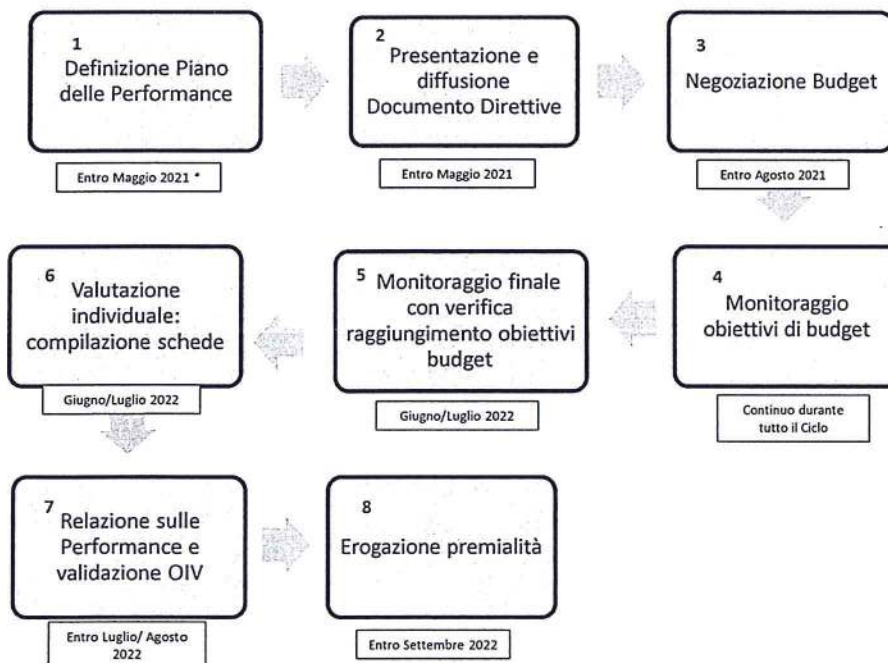 1
Definizione Piano
delle Performance
Entro Maggio 2021 *
2
Presentazione e
diffusione
Documento Direttive
Entro Maggio 2021
3
Negoziazione Budget
Entro Agosto 2021
4
Monitoraggio
obiettivi di budget
Continuo durante
tutto il Ciclo
5
Monitoraggio finale
con verifica
raggiungimento obiettivi
budget
Giugno/Luglio 2022
6
Valutazione
individuale:
compilazione schede
Giugno/Luglio 2022
7
Relazione sulle
Performance e
validazione OIV
Entro Luglio/ Agosto
2022
8
Erogazione premialità
Entro Settembre 2022